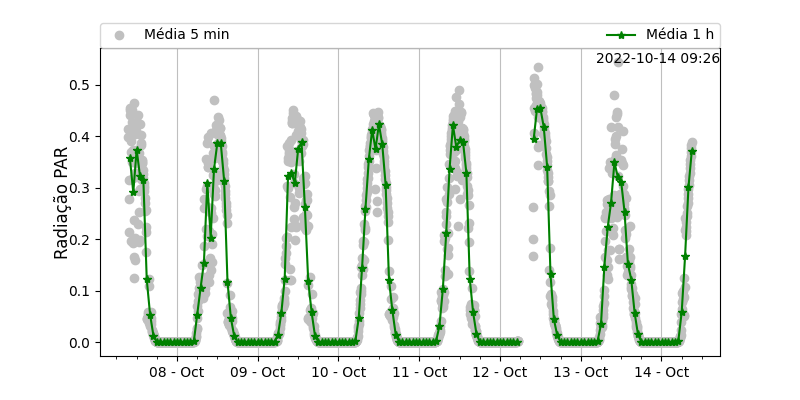 Média 5 min
Média 1 h
2022-10-14 09:26
Radiação PAR
0.5
0.4
0.3
0.2
0.1
0.0
08 - Oct
09 - Oct
10 - Oct
11 - Oct
12 - Oct
13 - Oct
14 - Oct